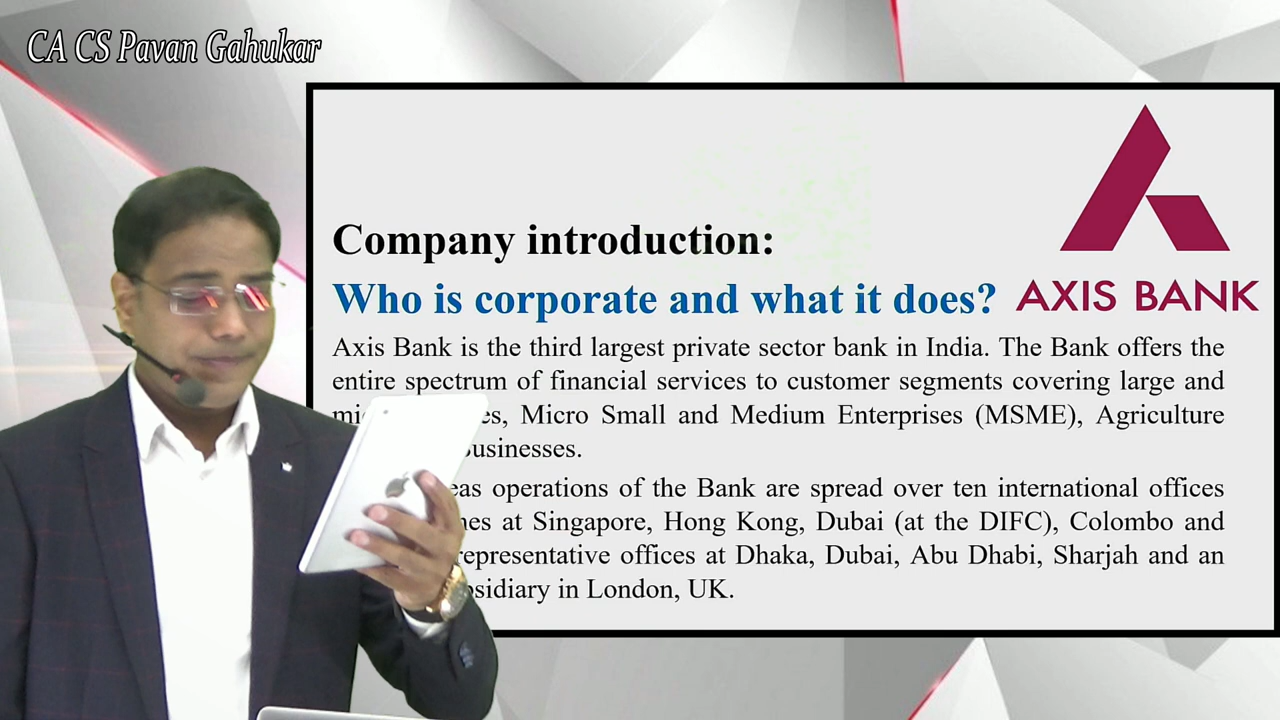 CA CS Pavan Gahukar
Company introduction:
Who is corporate and what it does?
AXIS BANK
Axis Bank is the third largest private sector bank in India. The Bank offers the
entire spectrum of financial services to customer segments covering large and
Micro Small and Medium Enterprises (MSME), Agriculture
Businesses.
operations of the Bank are spread over ten international offices
at Singapore, Hong Kong, Dubai (at the DIFC), Colombo and
representative offices at Dhaka, Dubai, Abu Dhabi, Sharjah and an
in London, UK.